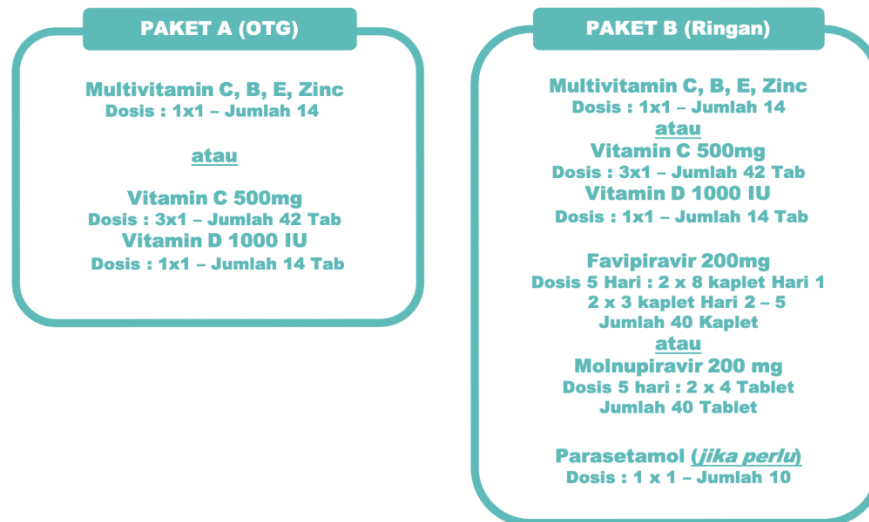 PAKET A (OTG)
Multivitamin C, B, E, Zinc
Dosis : 1x1 – Jumlah 14
atau
Vitamin C 500mg
Dosis : 3x1 – Jumlah 42 Tab
Vitamin D 1000 IU
Dosis : 1x1 – Jumlah 14 Tab
PAKET B (Ringan)
Multivitamin C, B, E, Zinc
Dosis : 1x1 – Jumlah 14
atau
Vitamin C 500mg
Dosis : 3x1 – Jumlah 42 Tab
Vitamin D 1000 IU
Dosis : 1x1 – Jumlah 14 Tab
Favipiravir 200mg
Dosis 5 Hari : 2 x 8 kaplet Hari 1
2 x 3 kaplet Hari 2 – 5
Jumlah 40 Kaplet
atau
Molnupiravir 200 mg
Dosis 5 hari : 2 x 4 Tablet
Jumlah 40 Tablet
Parasetamol (jika perlu)
Dosis : 1 x 1 – Jumlah 10